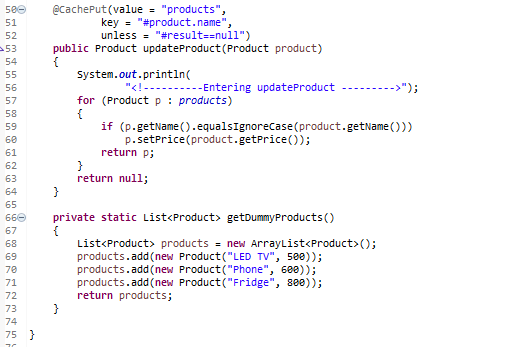 50 @CachePut(value = "products",
51 key = "#product.name",
52 unless = "#result==null")
53 public Product updateProduct(Product product)
54 {
55 System.out.println(
56 "<!----------Entering updateProduct --------->");
57 for (Product p : products)
58 {
59 if (p.getName().equalsIgnoreCase(product.getName()))
60 p.setPrice(product.getPrice());
61 return p;
62 }
63 return null;
64 }
65
66 private static List<Product> getDummyProducts()
67 {
68 List<Product> products = new ArrayList<Product>();
69 products.add(new Product("LED TV", 500));
70 products.add(new Product("Phone", 600));
71 products.add(new Product("Fridge", 800));
72 return products;
73 }
74
75 }